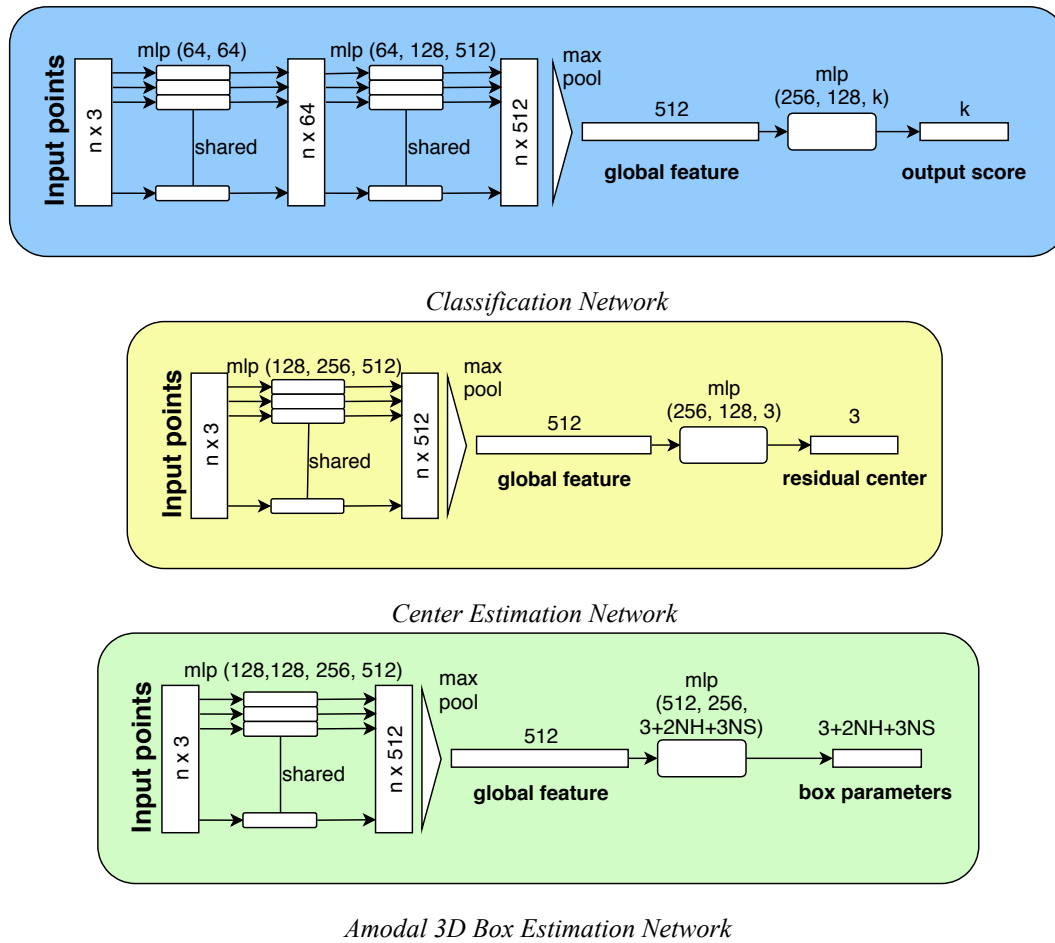 Input points
n x 3
mlp (64, 64)
shared
n x 64
mlp (64, 128, 512)
shared
n x 512
max
pool
512
global feature
mlp
(256, 128, k)
k
output score
Classification Network
Input points
n x 3
mlp (128, 256, 512)
shared
n x 512
max
pool
512
global feature
mlp
(256, 128, 3)
3
residual center
Center Estimation Network
Input points
n x 3
mlp (128,128, 256, 512)
shared
n x 512
max
pool
512
global feature
mlp
(512, 256,
3+2NH+3NS)
3+2NH+3NS
box parameters
Amodal 3D Box Estimation Network